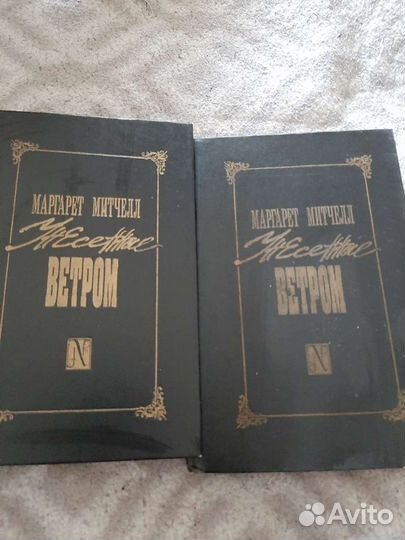 МАРГАРЕТ МИТЧЕЛЛ
Унесенные
ВЕТРОМ
N
МАРГАРЕТ МИТЧЕЛЛ
Унесенные
ВЕТРОМ
N
Avito